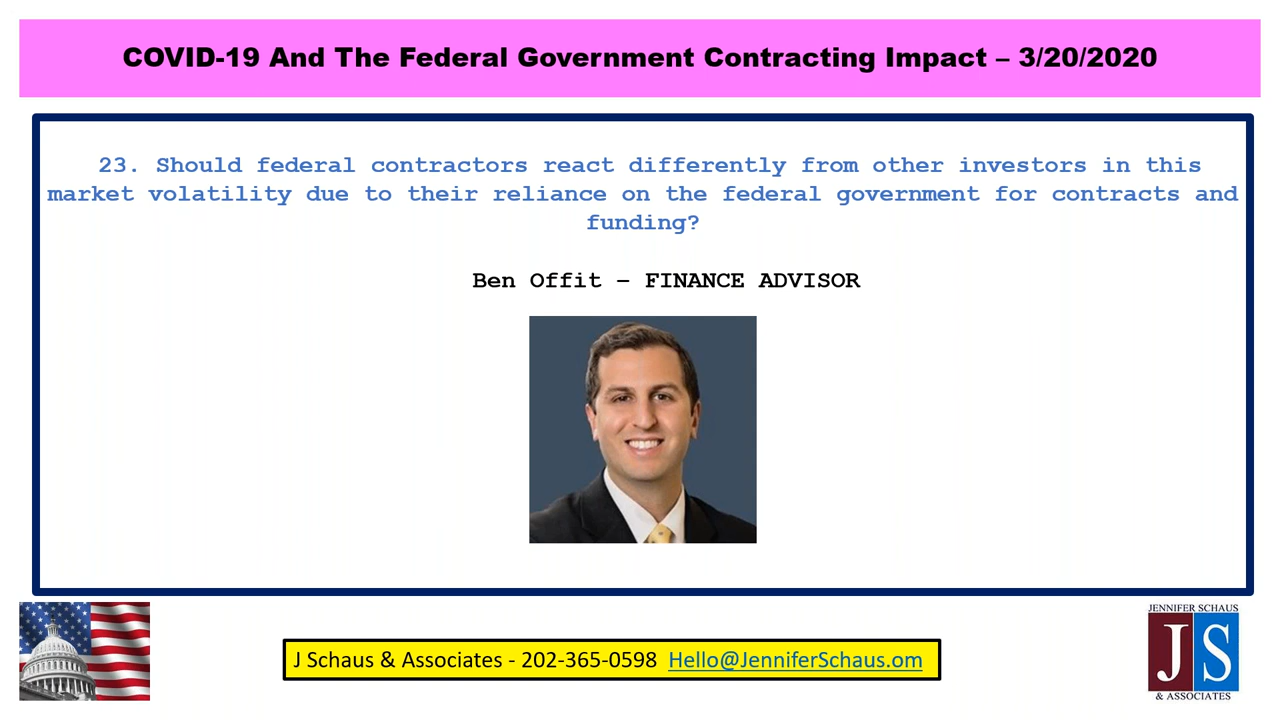 COVID-19 And The Federal Government Contracting Impact – 3/20/2020
23. Should federal contractors react differently from other investors in this
market volatility due to their reliance on the federal government for contracts and
funding?
Ben Offit – FINANCE ADVISOR
J Schaus & Associates - 202-365-0598 Hello@JenniferSchaus.om
JENNIFER SCHAUS
JS
& ASSOCIATES